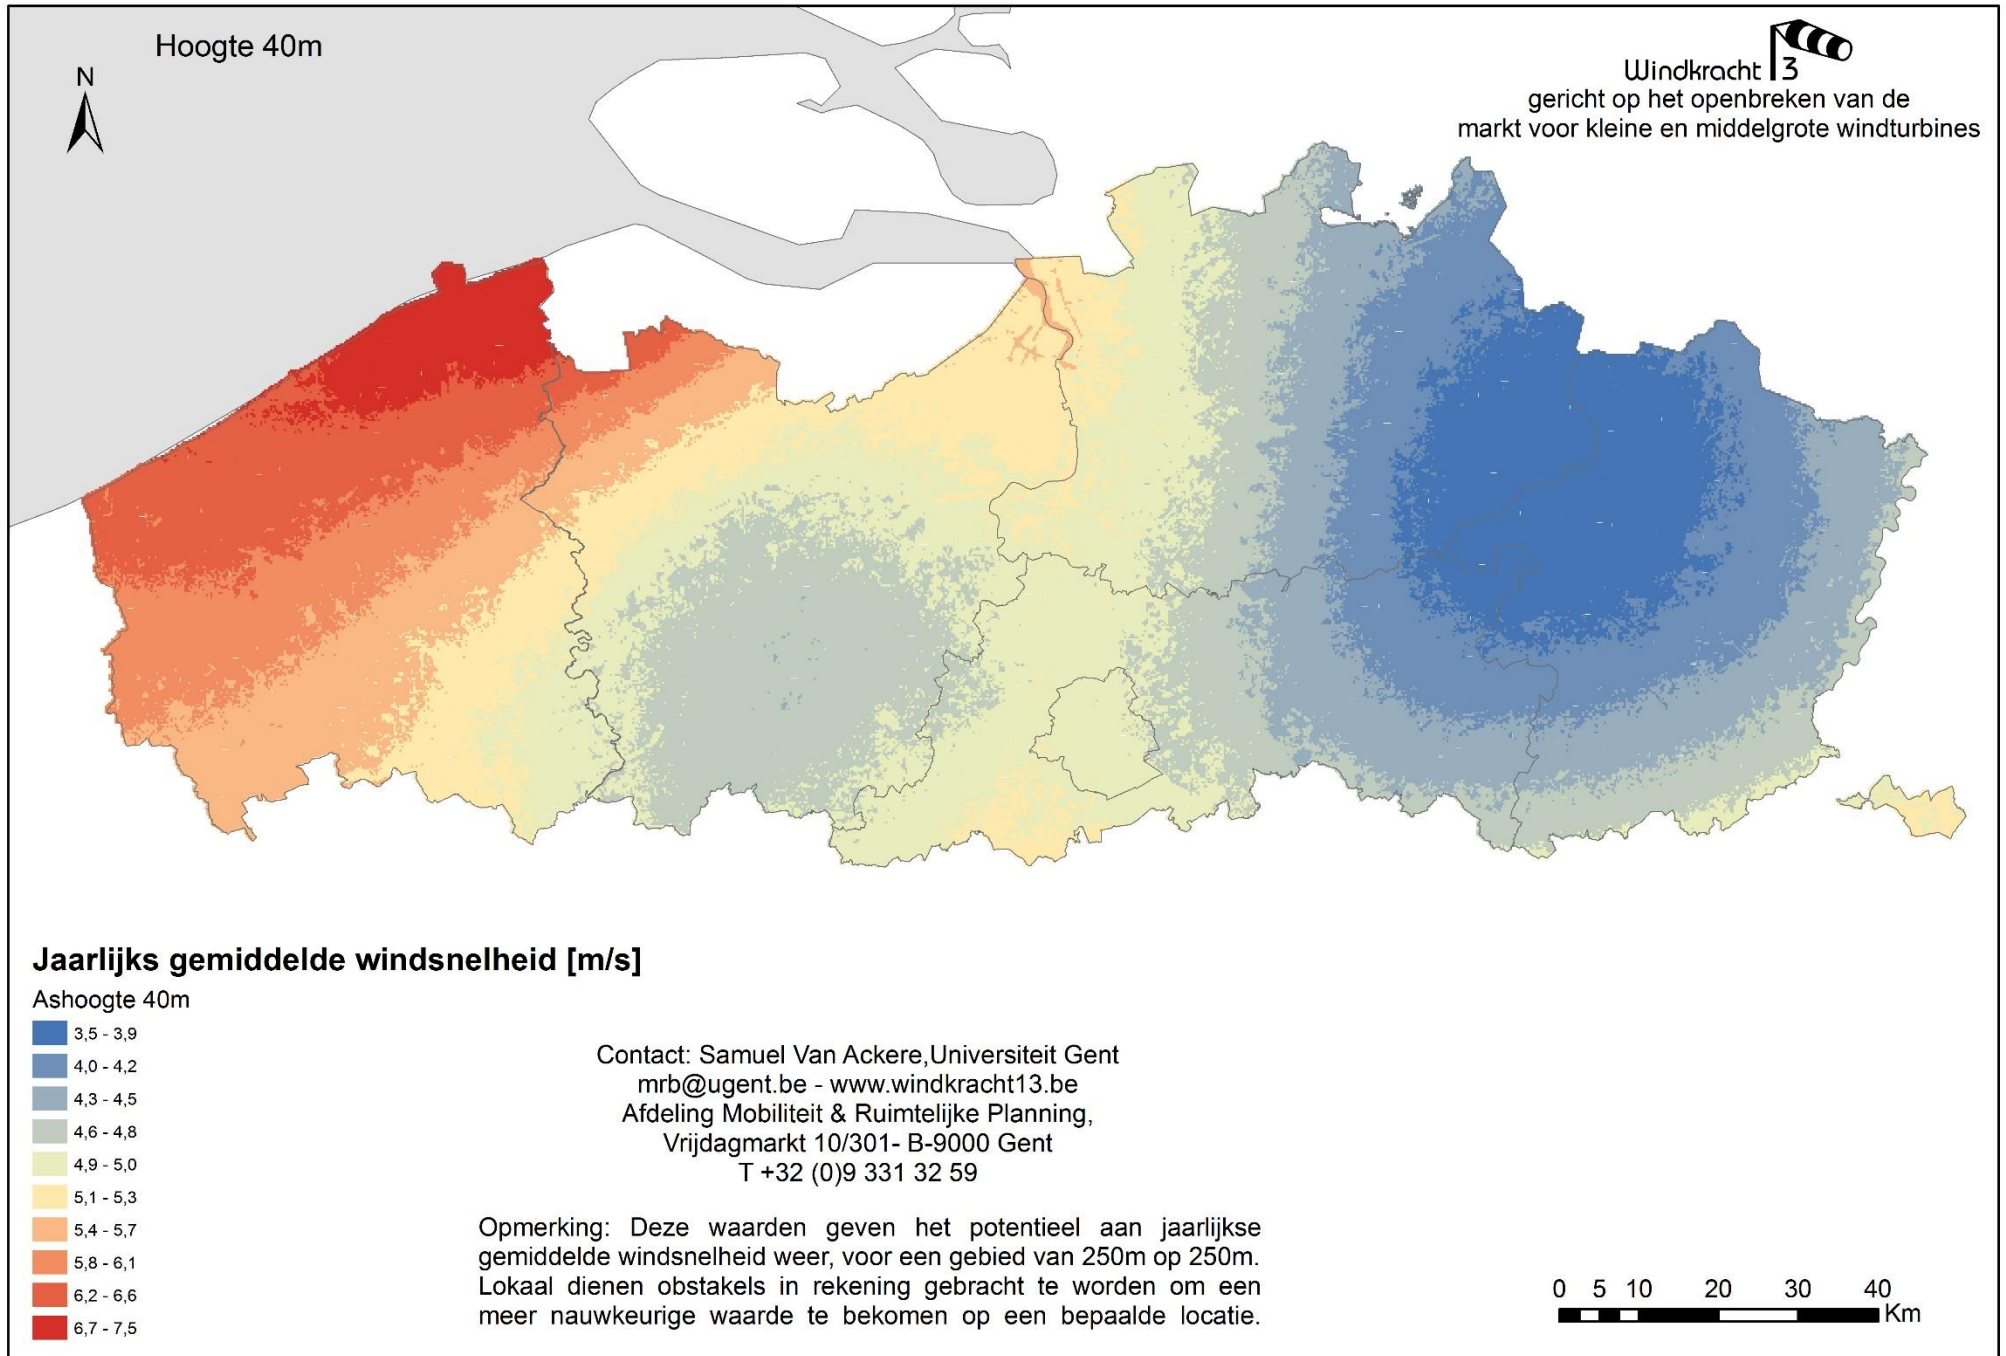 Hoogte 40m
N
Windkracht 13
gericht op het openbreken van de
markt voor kleine en middelgrote windturbines
Jaarlijks gemiddelde windsnelheid [m/s]
Ashoogte 40m
3,5 - 3,9
4,0 - 4,2
4,3 - 4,5
4,6 - 4,8
4,9 - 5,0
5,1 - 5,3
5,4 - 5,7
5,8 - 6,1
6,2 - 6,6
6,7 - 7,5
Contact: Samuel Van Ackere,Universiteit Gent
mrb@ugent.be - www.windkracht13.be
Afdeling Mobiliteit & Ruimtelijke Planning,
Vrijdagmarkt 10/301- B-9000 Gent
T +32 (0)9 331 32 59
Opmerking: Deze waarden geven het potentieel aan jaarlijkse
gemiddelde windsnelheid weer, voor een gebied van 250m op 250m.
Lokaal dienen obstakels in rekening gebracht te worden om een
meer nauwkeurige waarde te bekomen op een bepaalde locatie.
0 5 10 20 30 40
Km